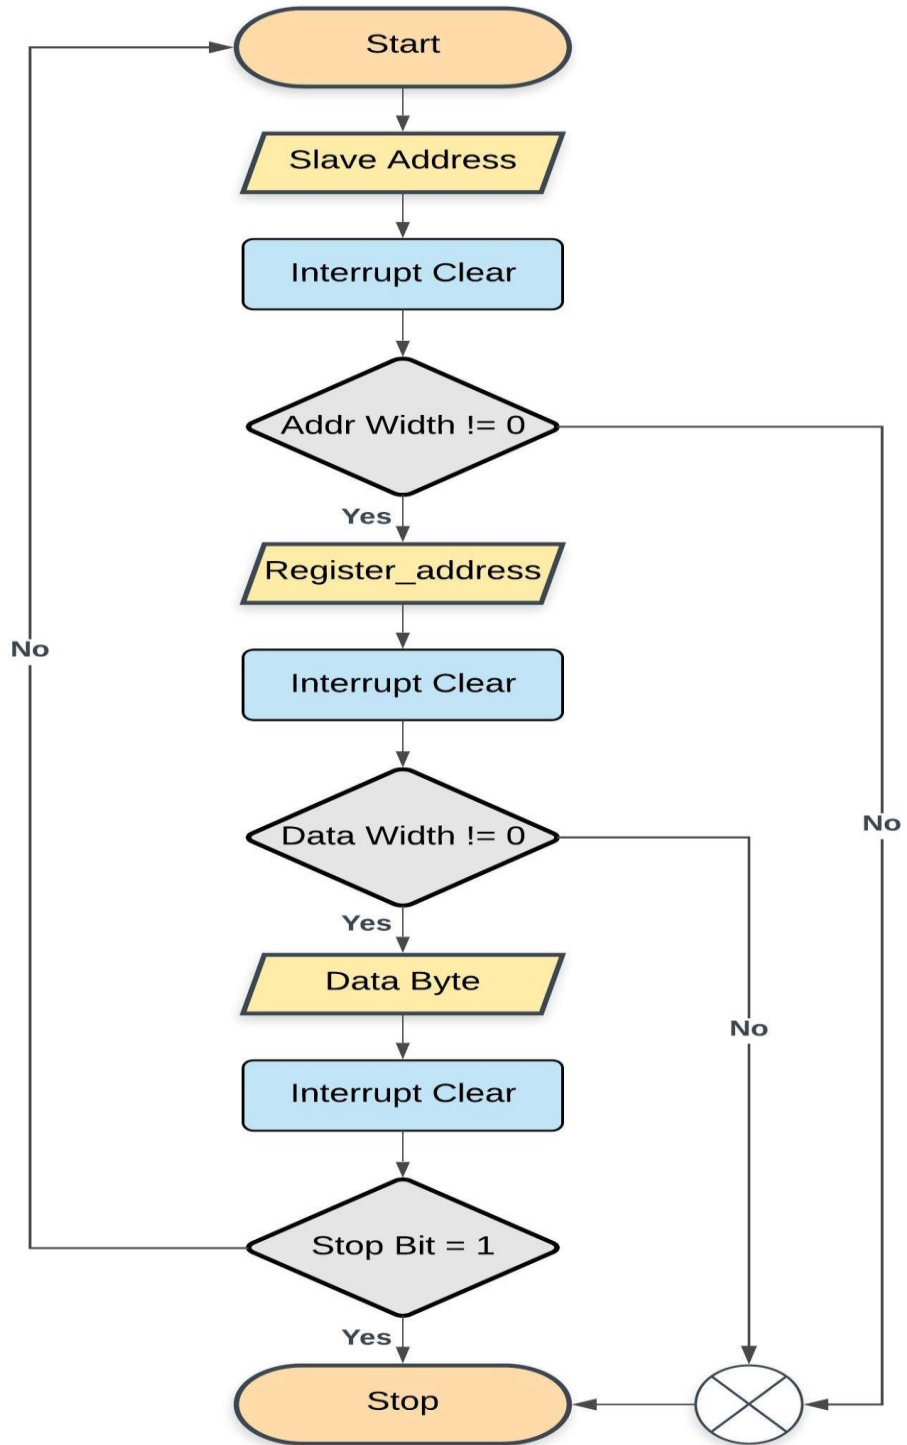 Start
Slave Address
Interrupt Clear
Addr Width != 0
Yes
Register_address
No
Interrupt Clear
No
Data Width != 0
Yes
Data Byte
No
Interrupt Clear
Stop Bit = 1
Yes
Stop